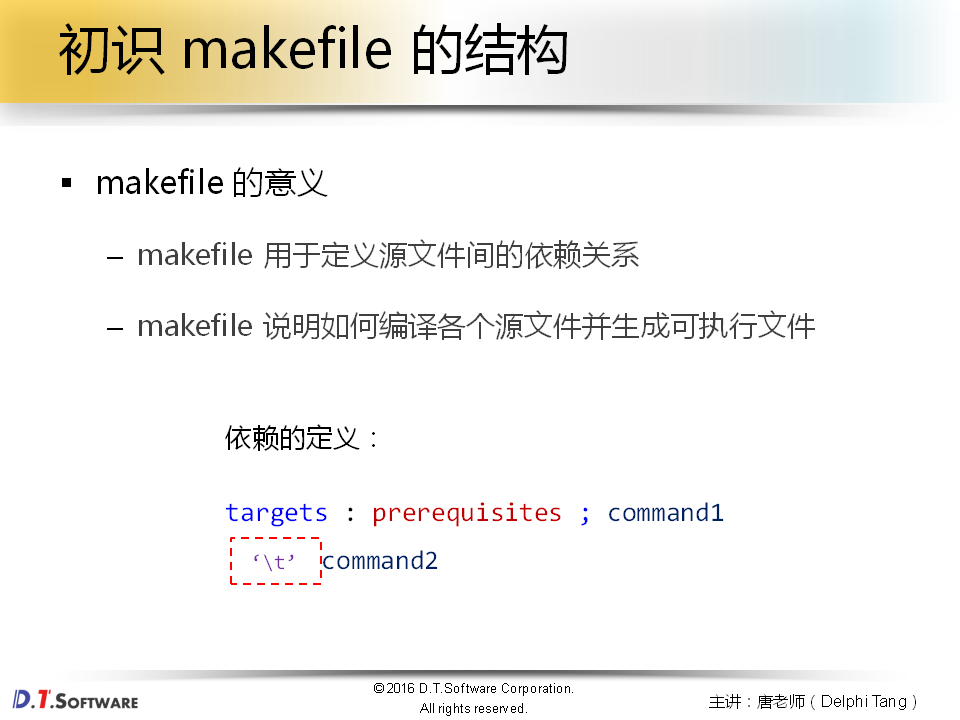 初识 makefile 的结构
▪ makefile 的意义
– makefile 用于定义源文件间的依赖关系
– makefile 说明如何编译各个源文件并生成可执行文件
依赖的定义：
targets : prerequisites ; command1
‘\t’ command2
D.T.SOFTWARE
©2016 D.T.Software Corporation.
All rights reserved.
主讲：唐老师（Delphi Tang）